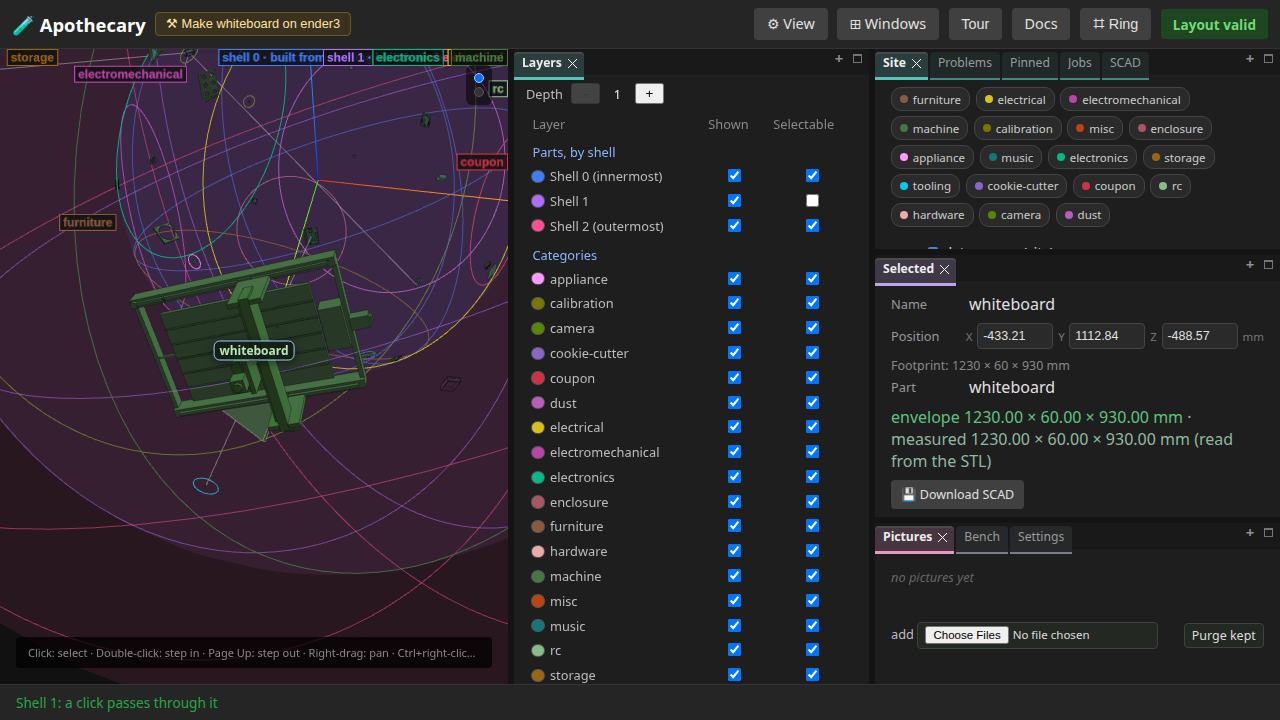 🧪 Apothecary
⚒ Make whiteboard on ender3
⚙ View
⊞ Windows
Tour
Docs
⌗ Ring
Layout valid
storage
shell 0 · built from
shell 1 ·
electronics
machine
electromechanical
rc
coupon
furniture
whiteboard
Click: select · Double-click: step in · Page Up: step out · Right-drag: pan · Ctrl+right-clic…
Layers
Depth - 1 +
Layer Shown Selectable
Parts, by shell
Shell 0 (innermost)
Shell 1
Shell 2 (outermost)
Categories
appliance
calibration
camera
cookie-cutter
coupon
dust
electrical
electromechanical
electronics
enclosure
furniture
hardware
machine
misc
music
rc
storage
Site Problems Pinned Jobs SCAD
furniture electrical electromechanical
machine calibration misc enclosure
appliance music electronics storage
tooling cookie-cutter coupon rc
hardware camera dust
Selected
Name whiteboard
Position X -433.21 Y 1112.84 Z -488.57 mm
Footprint: 1230 × 60 × 930 mm
Part whiteboard
envelope 1230.00 × 60.00 × 930.00 mm ·
measured 1230.00 × 60.00 × 930.00 mm (read
from the STL)
💾 Download SCAD
Pictures Bench Settings
no pictures yet
add Choose Files No file chosen Purge kept
Shell 1: a click passes through it